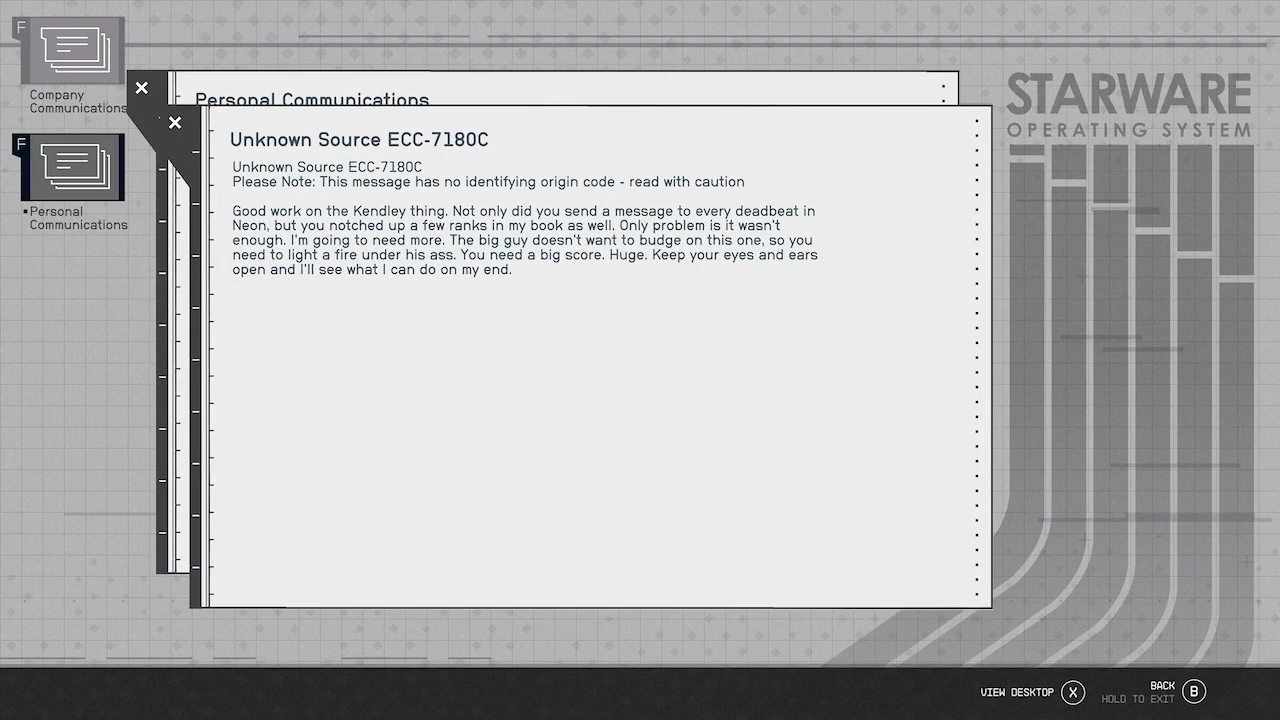 F
Company
Communications
F
Personal
Communications
Personal Communications
Unknown Source ECC-7180C
Unknown Source ECC-7180C
Please Note: This message has no identifying origin code - read with caution
Good work on the Kendley thing. Not only did you send a message to every deadbeat in
Neon, but you notched up a few ranks in my book as well. Only problem is it wasn't
enough. I'm going to need more. The big guy doesn't want to budge on this one, so you
need to light a fire under his ass. You need a big score. Huge. Keep your eyes and ears
open and I'll see what I can do on my end.
STARWARE
OPERATING SYSTEM
VIEW DESKTOP X
BACK B
HOLD TO EXIT